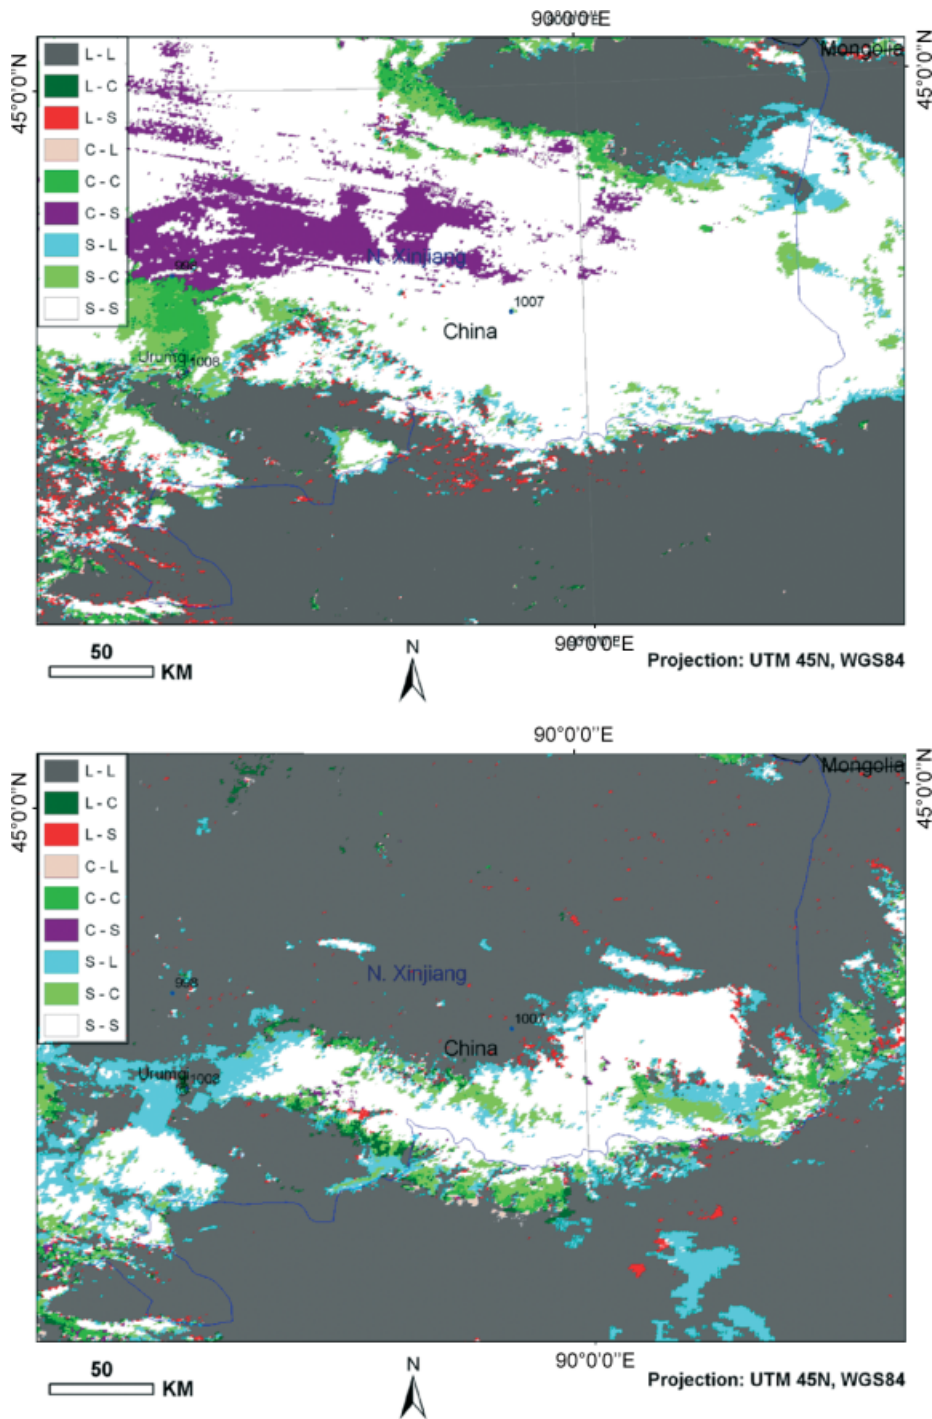 90°0'0"E
Mongolia
45°0'0"N
45°0'0"N
L - L
L - C
L - S
C - L
C - C
C - S
S - L
S - C
S - S
N. Xinjiang
1007
China
Urumqi 1008
50
KM
N
90°0'0"E
Projection: UTM 45N, WGS84
90°0'0"E
Mongolia
45°0'0"N
45°0'0"N
L - L
L - C
L - S
C - L
C - C
C - S
S - L
S - C
S - S
N. Xinjiang
998
1007
China
Urumqi 1008
50
KM
N
90°0'0"E
Projection: UTM 45N, WGS84